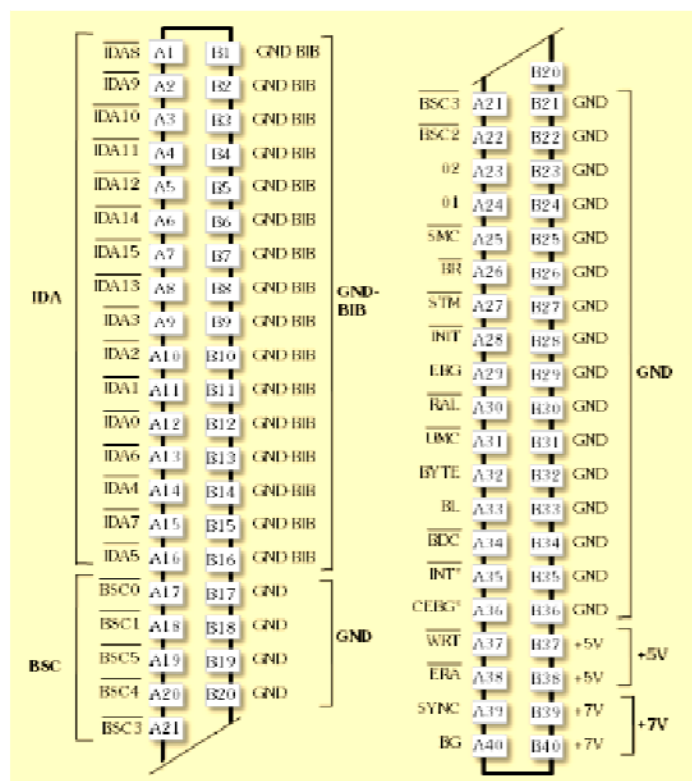 IDA8 A1 B1 GND BIB
IDA9 A2 B2 GND BIB
IDA10 A3 B3 GND BIB
IDA11 A4 B4 GND BIB
IDA12 A5 B5 GND BIB
IDA14 A6 B6 GND BIB
IDA15 A7 B7 GND BIB
IDA13 A8 B8 GND BIB
IDA3 A9 B9 GND BIB
IDA2 A10 B10 GND BIB
IDA1 A11 B11 GND BIB
IDA0 A12 B12 GND BIB
IDA6 A13 B13 GND BIB
IDA4 A14 B14 GND BIB
IDA7 A15 B15 GND BIB
IDA5 A16 B16 GND BIB
IDA
GND-
BIB
BSC0 A17 B17 GND
BSC1 A18 B18 GND
BSC5 A19 B19 GND
BSC4 A20 B20 GND
BSC3 A21
BSC
GND
B20
BSC3 A21 B21 GND
BSC2 A22 B22 GND
02 A23 B23 GND
01 A24 B24 GND
SMC A25 B25 GND
BR A26 B26 GND
STM A27 B27 GND
INIT A28 B28 GND
EBG A29 B29 GND
RAL A30 B30 GND
UMC A31 B31 GND
BYTE A32 B32 GND
BL A33 B33 GND
BDC A34 B34 GND
INT* A35 B35 GND
CEBG* A36 B36 GND
GND
WRT A37 B37 +5V
ERA A38 B38 +5V
+5V
SYNC A39 B39 +7V
BG A40 B40 +7V
+7V